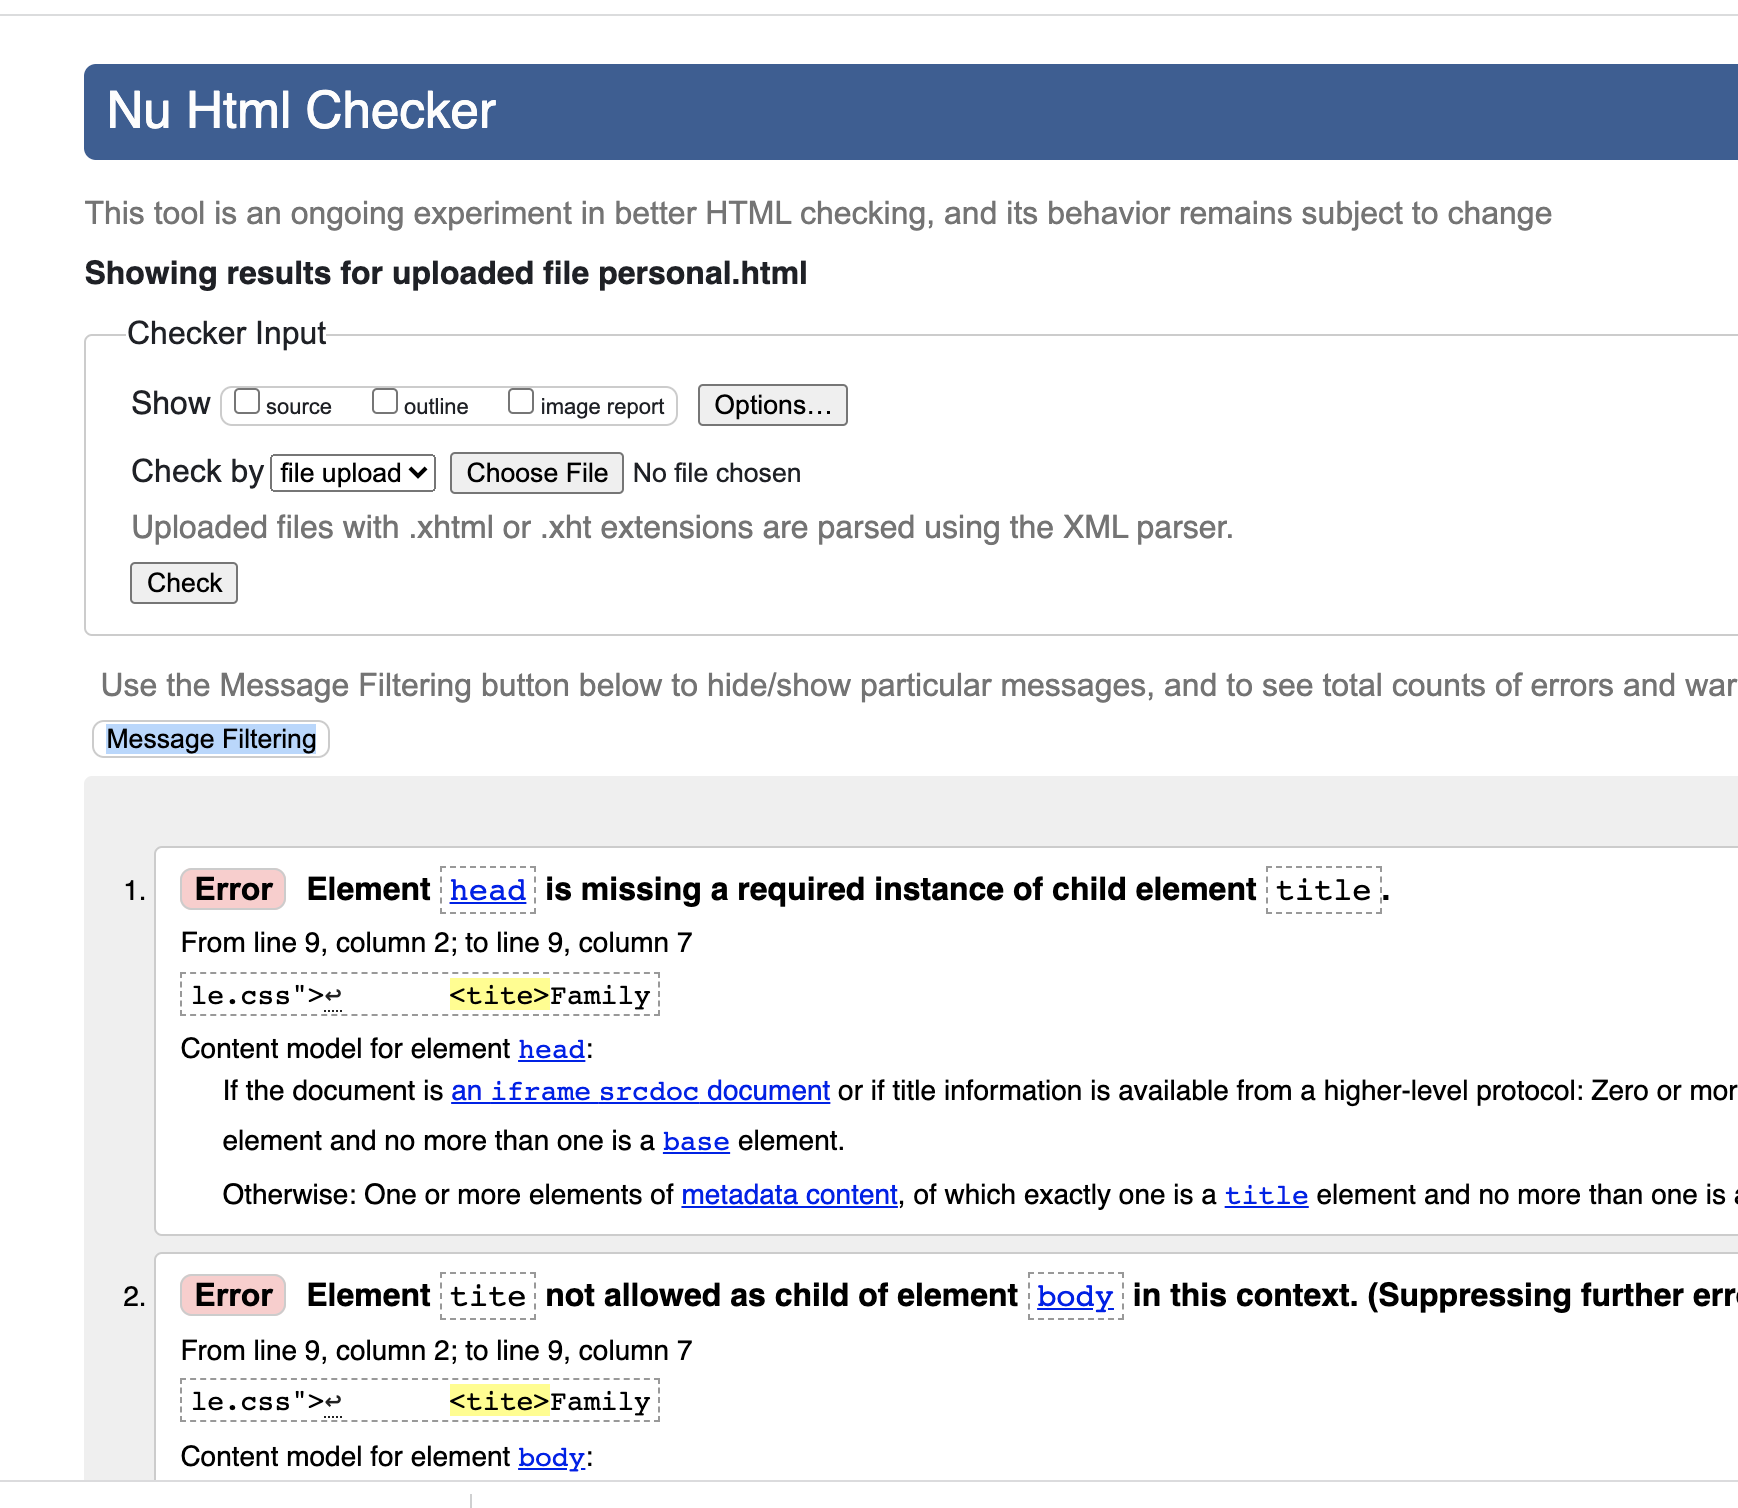 Nu Html Checker
This tool is an ongoing experiment in better HTML checking, and its behavior remains subject to change
Showing results for uploaded file personal.html
Checker Input
Show source outline image report Options...
Check by file upload Choose File No file chosen
Uploaded files with .xhtml or .xht extensions are parsed using the XML parser.
Check
Use the Message Filtering button below to hide/show particular messages, and to see total counts of errors and war
Message Filtering
1. Error Element head is missing a required instance of child element title.
From line 9, column 2; to line 9, column 7
le.css">↩ <tite>Family
Content model for element head:
If the document is an iframe srcdoc document or if title information is available from a higher-level protocol: Zero or mor
element and no more than one is a base element.
Otherwise: One or more elements of metadata content, of which exactly one is a title element and no more than one is a
2. Error Element tite not allowed as child of element body in this context. (Suppressing further err
From line 9, column 2; to line 9, column 7
le.css">↩ <tite>Family
Content model for element body: